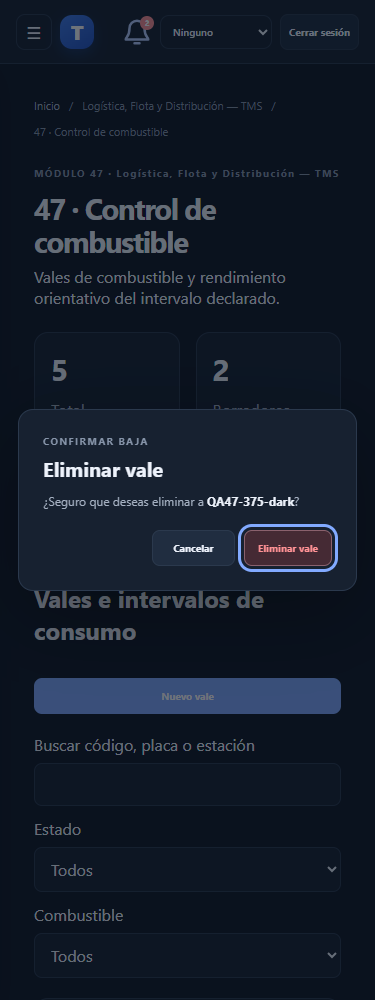 ☰ T 2 Ninguno Cerrar sesión
Inicio / Logística, Flota y Distribución — TMS /
47 · Control de combustible
MÓDULO 47 · Logística, Flota y Distribución — TMS
47 · Control de
combustible
Vales de combustible y rendimiento
orientativo del intervalo declarado.
5 2
Total Borradores
CONFIRMAR BAJA
Eliminar vale
¿Seguro que deseas eliminar a QA47-375-dark?
Cancelar Eliminar vale
Vales e intervalos de
consumo
Nuevo vale
Buscar código, placa o estación
Estado
Todos
Combustible
Todos